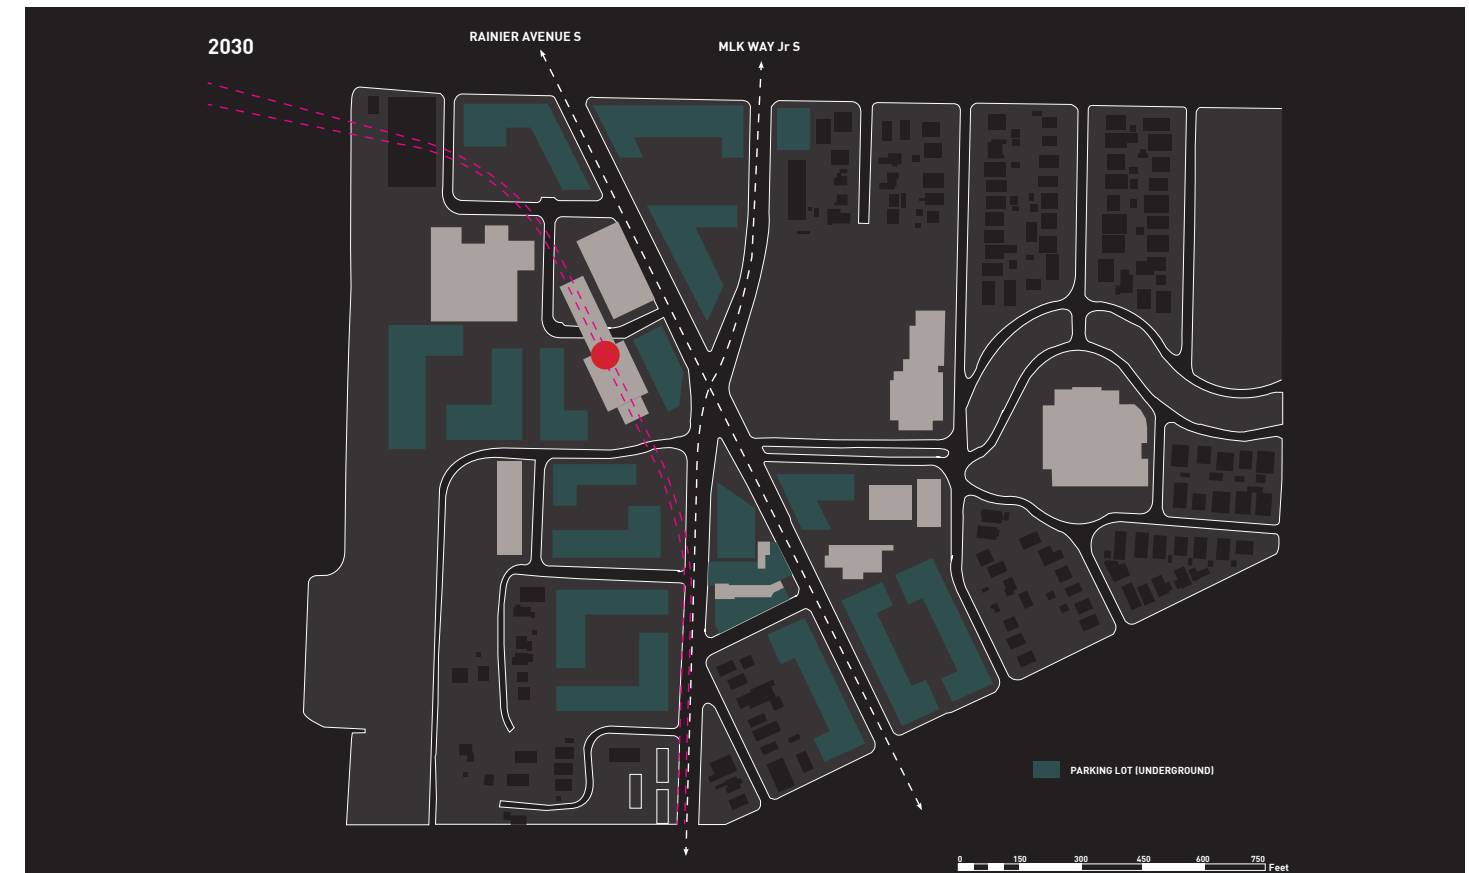 RAINIER AVENUE S
2030
MLK WAY Jr S
PARKING LOT (UNDERGROUND)
0 150 300 450 600 750
Feet